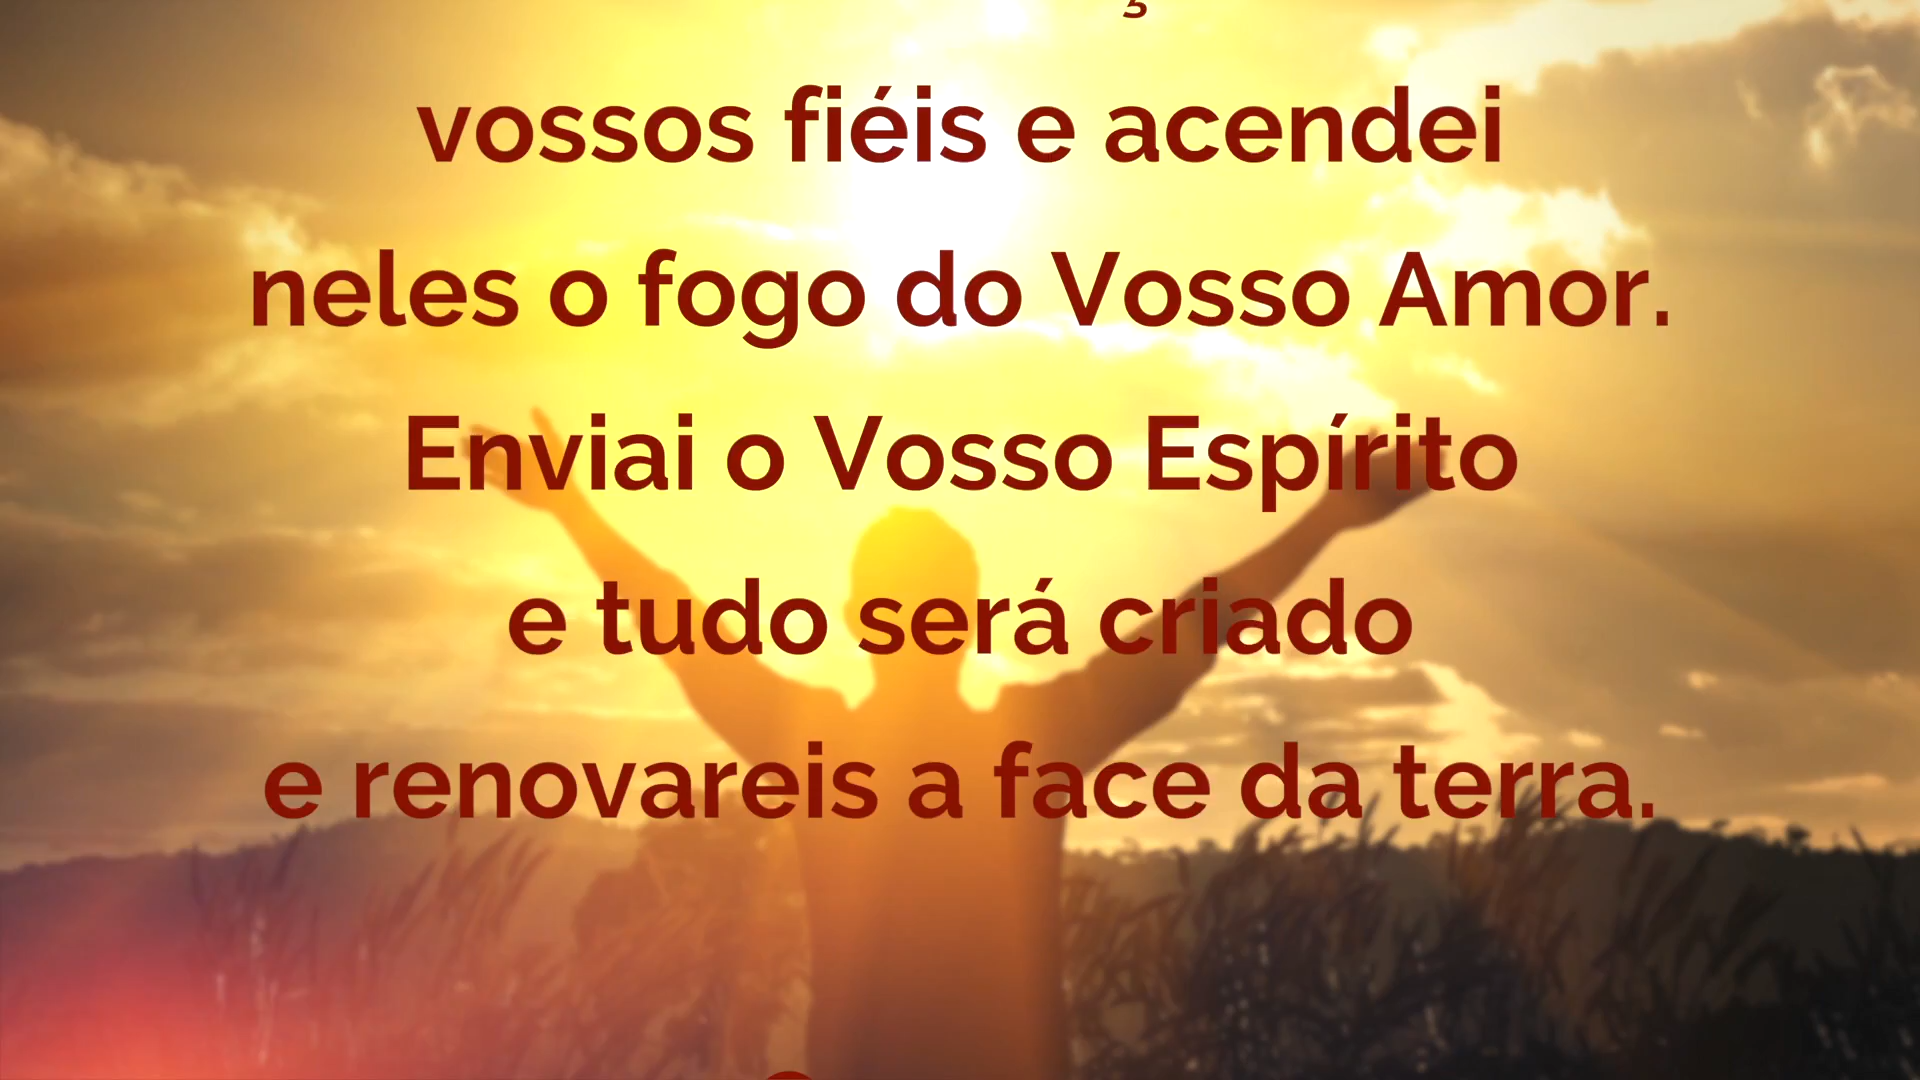 vossos fiéis e acendei
neles o fogo do Vosso Amor.
Enviai o Vosso Espírito
e tudo será criado
e renovareis a face da terra.